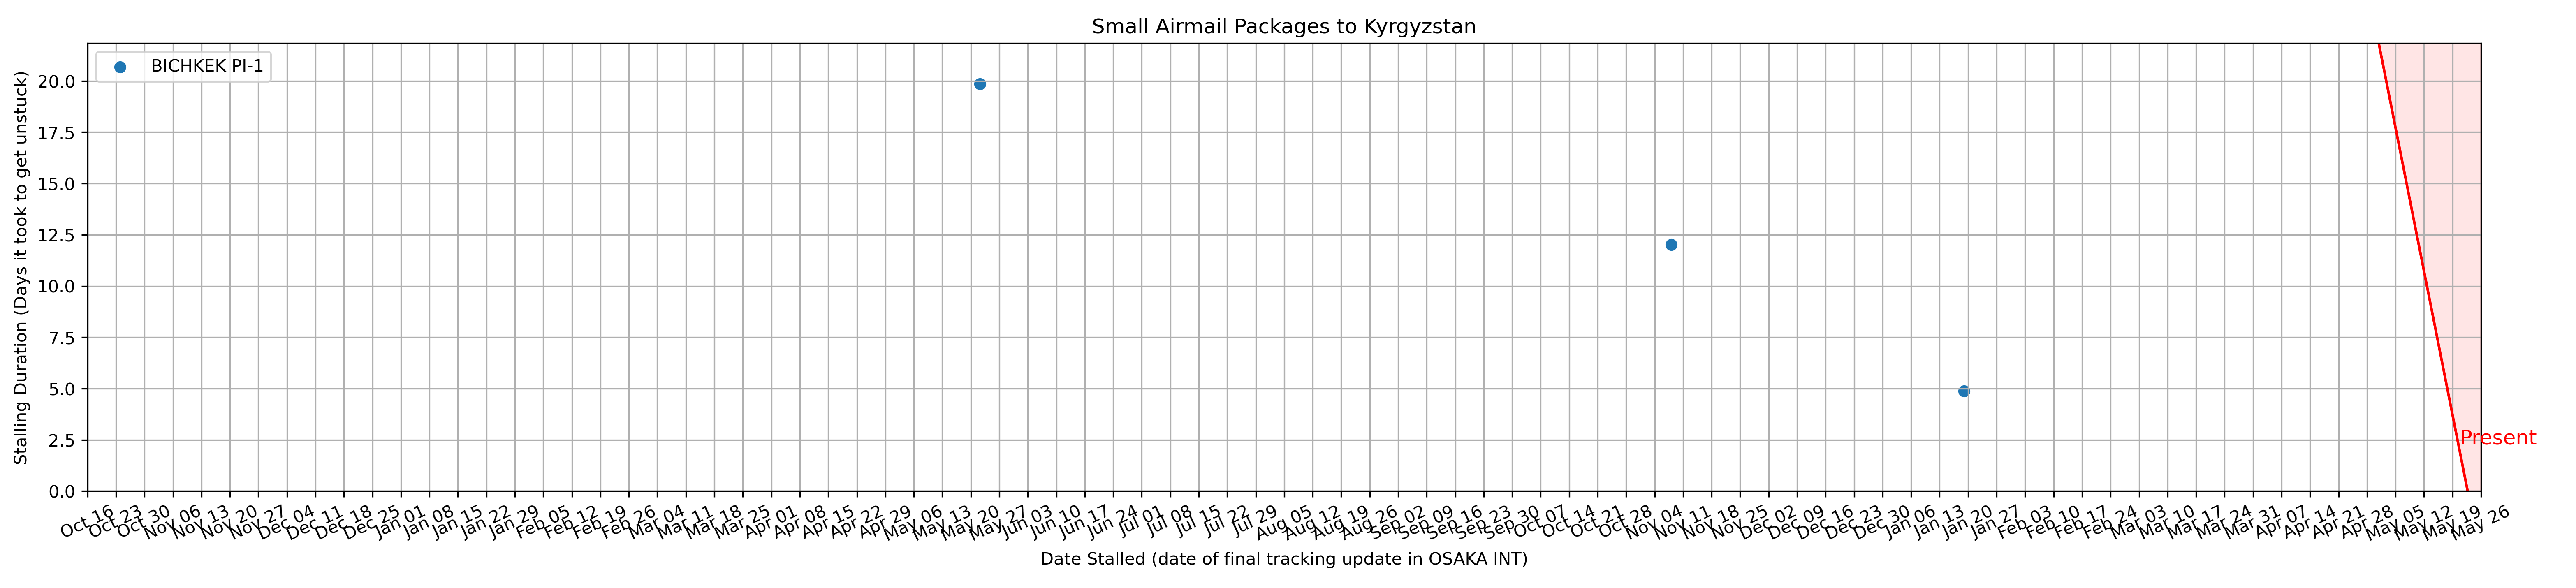 Small Airmail Packages to Kyrgyzstan
BICHKEK PI-1
Stalling Duration (Days it took to get unstuck)
20.0
17.5
15.0
12.5
10.0
7.5
5.0
2.5
0.0
Present
Oct 16 Oct 23 Oct 30 Nov 06 Nov 13 Nov 20 Nov 27 Dec 04 Dec 11 Dec 18 Dec 25 Jan 01 Jan 08 Jan 15 Jan 22 Jan 29 Feb 05 Feb 12 Feb 19 Feb 26 Mar 04 Mar 11 Mar 18 Mar 25 Apr 01 Apr 08 Apr 15 Apr 22 Apr 29 May 06 May 13 May 20 May 27 Jun 03 Jun 10 Jun 17 Jun 24 Jul 01 Jul 08 Jul 15 Jul 22 Jul 29 Aug 05 Aug 12 Aug 19 Aug 26 Sep 02 Sep 09 Sep 16 Sep 23 Sep 30 Oct 07 Oct 14 Oct 21 Oct 28 Nov 04 Nov 11 Nov 18 Nov 25 Dec 02 Dec 09 Dec 16 Dec 23 Dec 30 Jan 06 Jan 13 Jan 20 Jan 27 Feb 03 Feb 10 Feb 17 Feb 24 Mar 03 Mar 10 Mar 17 Mar 24 Mar 31 Apr 07 Apr 14 Apr 21 Apr 28 May 05 May 12 May 19 May 26
Date Stalled (date of final tracking update in OSAKA INT)